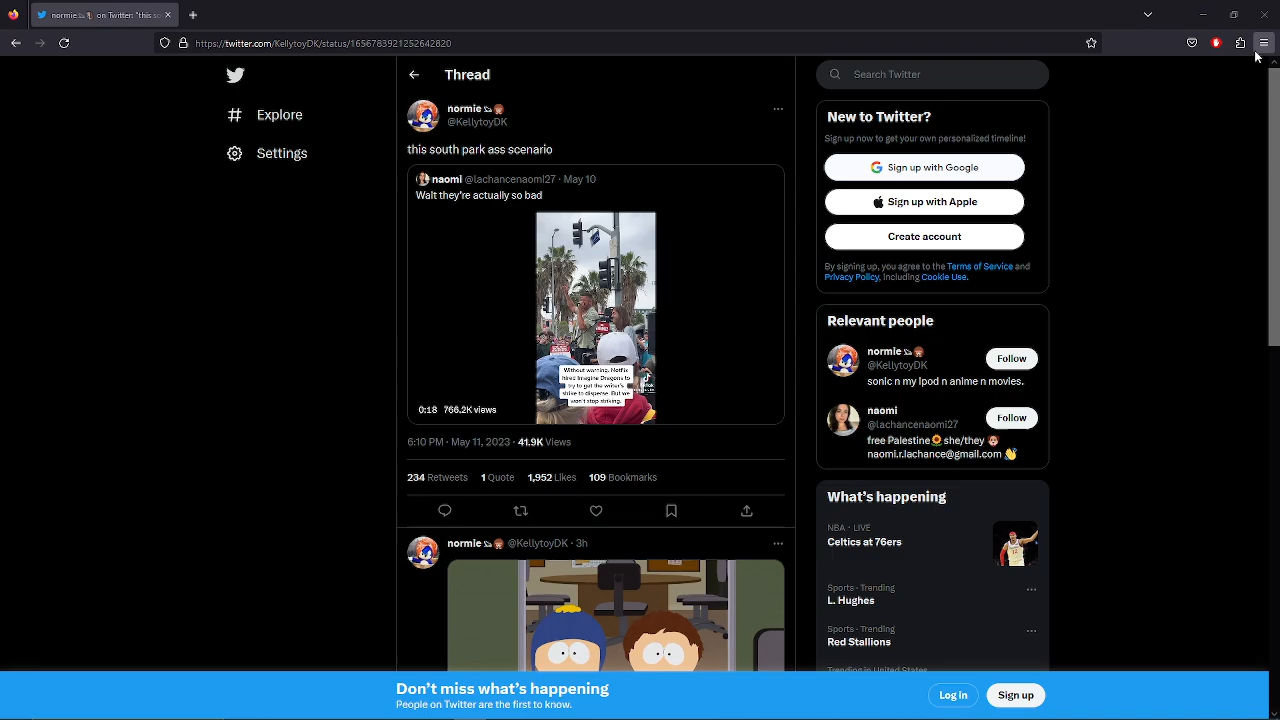 normie on Twitter: "this so
https://twitter.com/KellytoyDK/status/1656783921252642820
Explore
Settings
Thread
normie
@KellytoyDK
this south park ass scenario
naomi @lachancenaomi27 · May 10
Wait they're actually so bad
Without warning, Netflix
hired Imagine Dragons to
try to get the writer's
strike to disperse. But we
won't stop striking.
0:18 766.2K views
6:10 PM · May 11, 2023 · 41.9K Views
234 Retweets 1 Quote 1,952 Likes 109 Bookmarks
normie @KellytoyDK · 3h
Search Twitter
New to Twitter?
Sign up now to get your own personalized timeline!
Sign up with Google
Sign up with Apple
Create account
By signing up, you agree to the Terms of Service and
Privacy Policy, including Cookie Use.
Relevant people
normie
@KellytoyDK
Follow
sonic n my ipod n anime n movies.
naomi
@lachancenaomi27
Follow
free Palestine🌻she/they
naomi.r.lachance@gmail.com 👋
What's happening
NBA · LIVE
Celtics at 76ers
Sports · Trending
L. Hughes
Sports · Trending
Red Stallions
Trending in United States
Don't miss what's happening
People on Twitter are the first to know.
Log in
Sign up